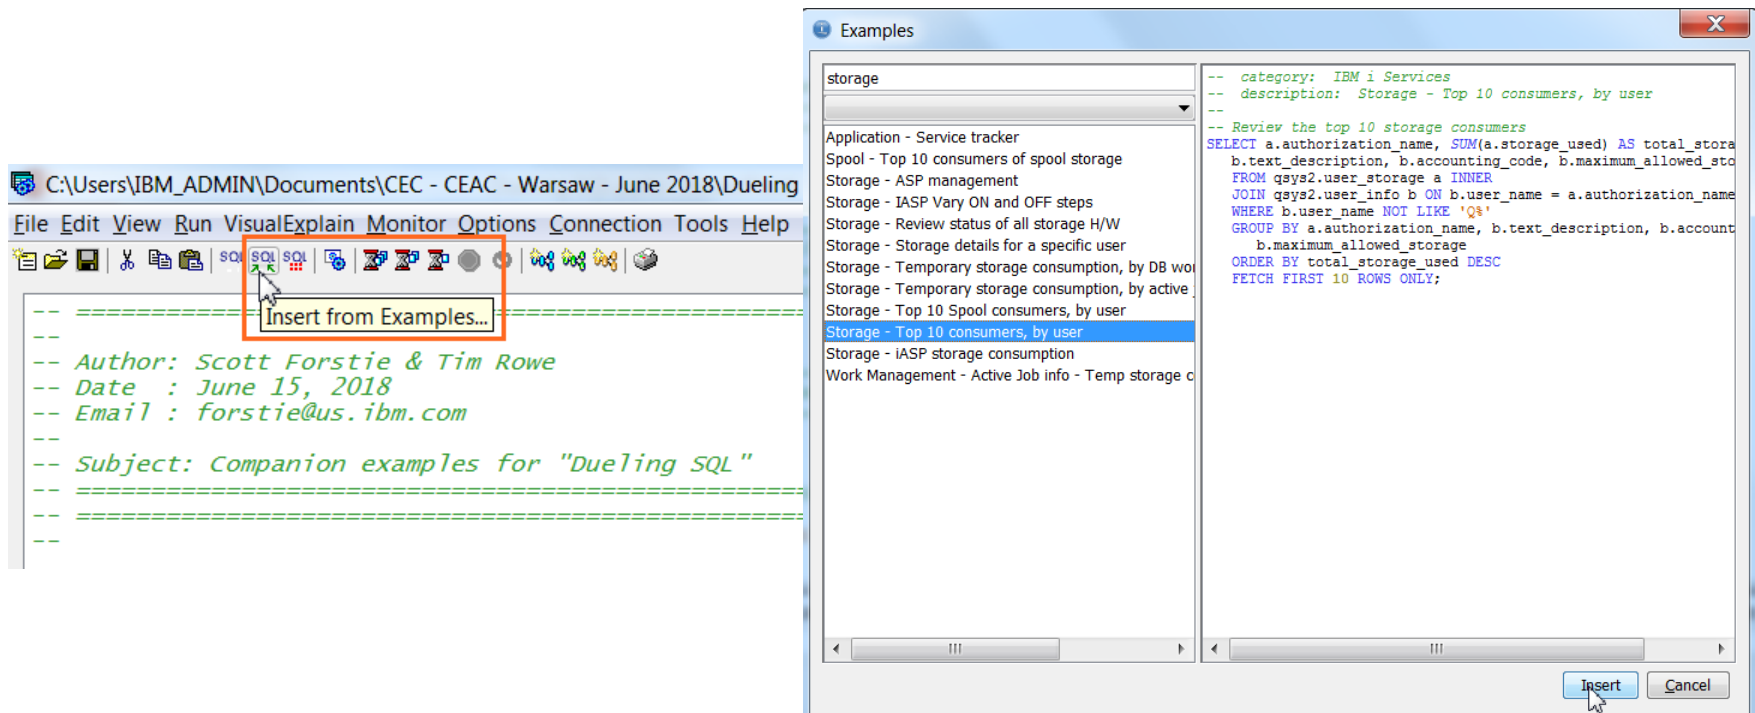 C:\Users\IBM_ADMIN\Documents\CEC - CEAC - Warsaw - June 2018\Dueling
File Edit View Run VisualExplain Monitor Options Connection Tools Help
SQL SQL
Insert from Examples...
-- ================================================
--
-- Author: Scott Forstie & Tim Rowe
-- Date  : June 15, 2018
-- Email : forstie@us.ibm.com
--
-- Subject: Companion examples for "Dueling SQL"
-- ================================================
-- ================================================
--
Examples
storage
Application - Service tracker
Spool - Top 10 consumers of spool storage
Storage - ASP management
Storage - IASP Vary ON and OFF steps
Storage - Review status of all storage H/W
Storage - Storage details for a specific user
Storage - Temporary storage consumption, by DB wor
Storage - Temporary storage consumption, by active
Storage - Top 10 Spool consumers, by user
Storage - Top 10 consumers, by user
Storage - iASP storage consumption
Work Management - Active Job info - Temp storage c
--  category:  IBM i Services
--  description:  Storage - Top 10 consumers, by user
--
-- Review the top 10 storage consumers
SELECT a.authorization_name, SUM(a.storage_used) AS total_stora
b.text_description, b.accounting_code, b.maximum_allowed_sto
FROM qsys2.user_storage a INNER
JOIN qsys2.user_info b ON b.user_name = a.authorization_name
WHERE b.user_name NOT LIKE 'Q%'
GROUP BY a.authorization_name, b.text_description, b.account
b.maximum_allowed_storage
ORDER BY total_storage_used DESC
FETCH FIRST 10 ROWS ONLY;
Insert Cancel